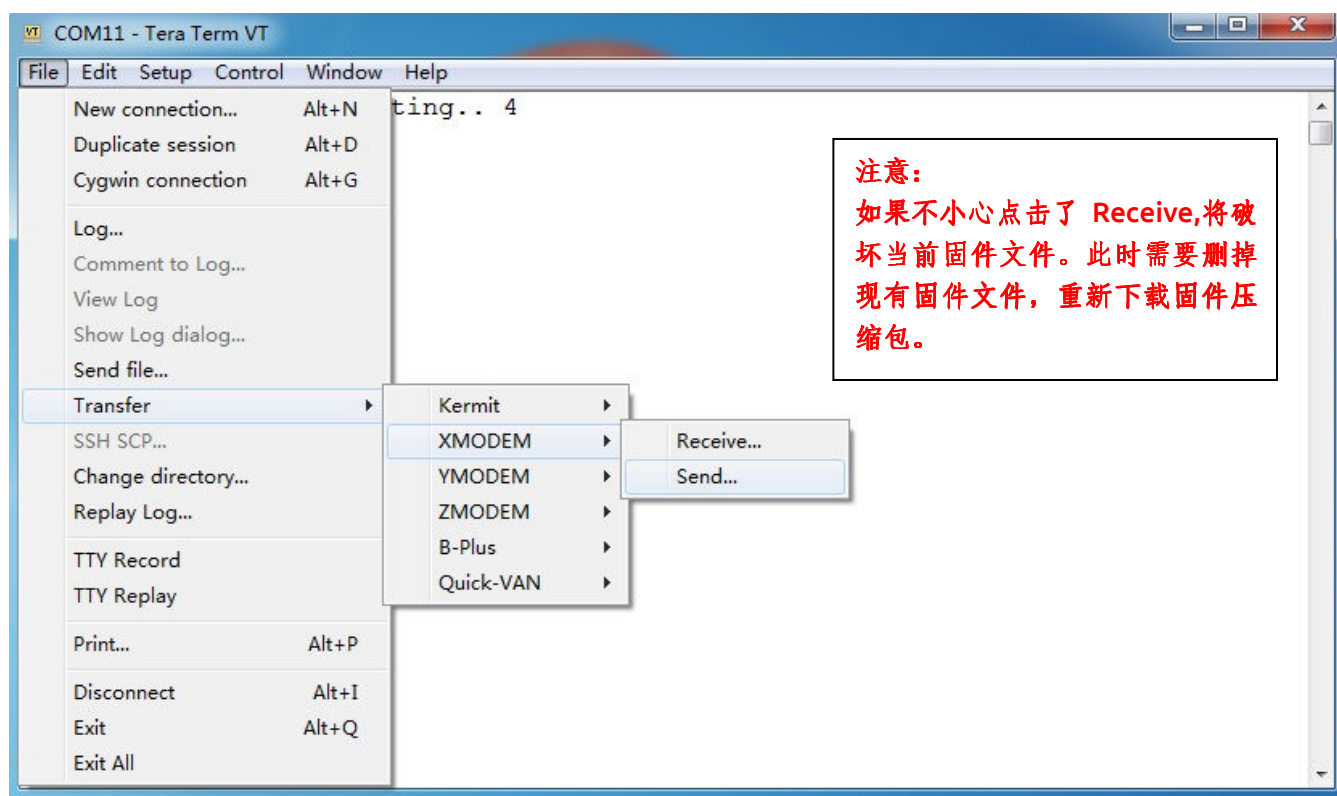 COM11 - Tera Term VT
File Edit Setup Control Window Help
New connection... Alt+N
Duplicate session Alt+D
Cygwin connection Alt+G
Log...
Comment to Log...
View Log
Show Log dialog...
Send file...
Transfer
SSH SCP...
Change directory...
Replay Log...
TTY Record
TTY Replay
Print... Alt+P
Disconnect Alt+I
Exit Alt+Q
Exit All
Kermit
XMODEM
YMODEM
ZMODEM
B-Plus
Quick-VAN
Receive...
Send...
ting.. 4
注意：
如果不小心点击了 Receive,将破
坏当前固件文件。此时需要删掉
现有固件文件，重新下载固件压
缩包。